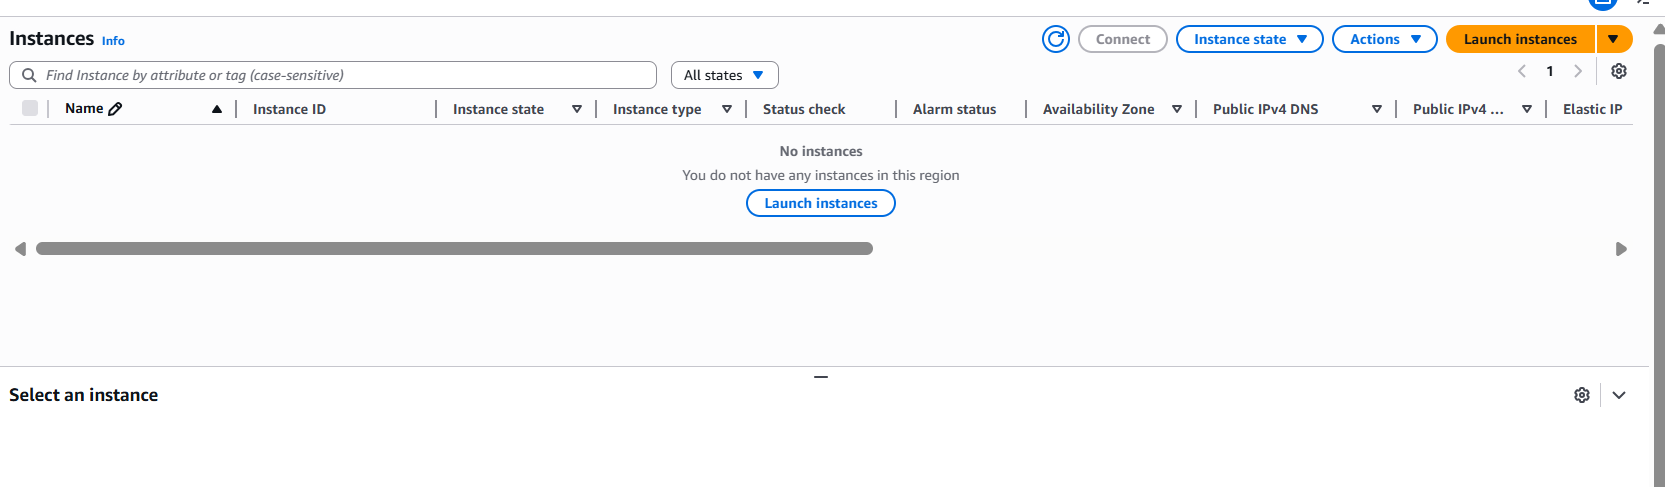 Instances Info
Connect Instance state Actions Launch instances
Find Instance by attribute or tag (case-sensitive) All states 1
Name Instance ID Instance state Instance type Status check Alarm status Availability Zone Public IPv4 DNS Public IPv4 ... Elastic IP
No instances
You do not have any instances in this region
Launch instances
Select an instance